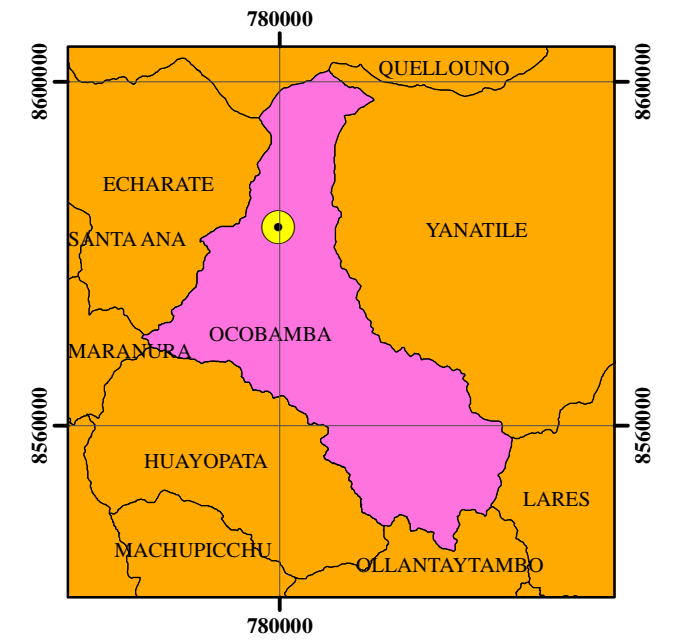 780000
QUELLOUNO
8600000
8600000
ECHARATE
YANATILE
SANTA ANA
OCOBAMBA
MARANURA
8560000
8560000
HUAYOPATA
LARES
MACHUPICCHU
OLLANTAYTAMBO
780000